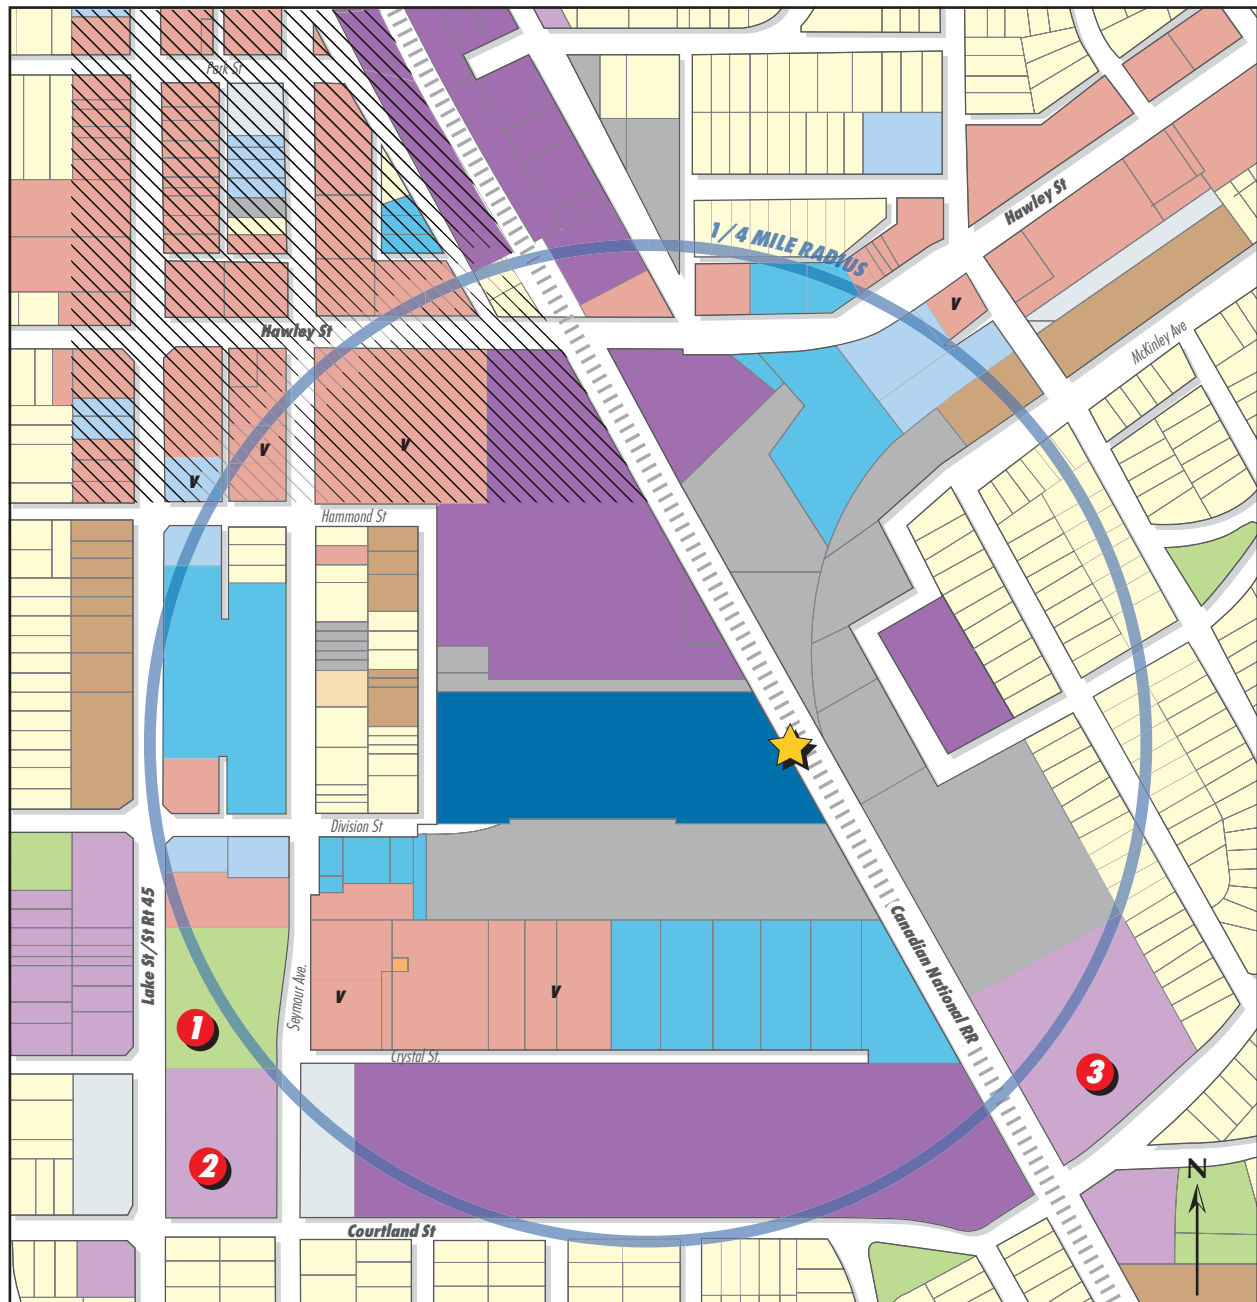 Park St
Hawley St
1/4 MILE RADIUS
V
McKinley Ave
Hawley St
V
V
V
Hammond St
Division St
Lake St/St Rt 45
Canadian National RR
Seymour Ave.
V
V
1
Crystal St.
3
2
N
Courtland St